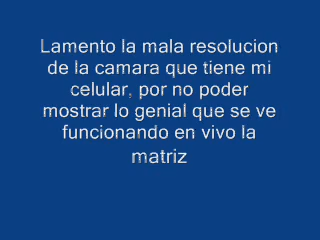 Lamento la mala resolucion
de la camara que tiene mi
celular, por no poder
mostrar lo genial que se ve
funcionando en vivo la
matriz